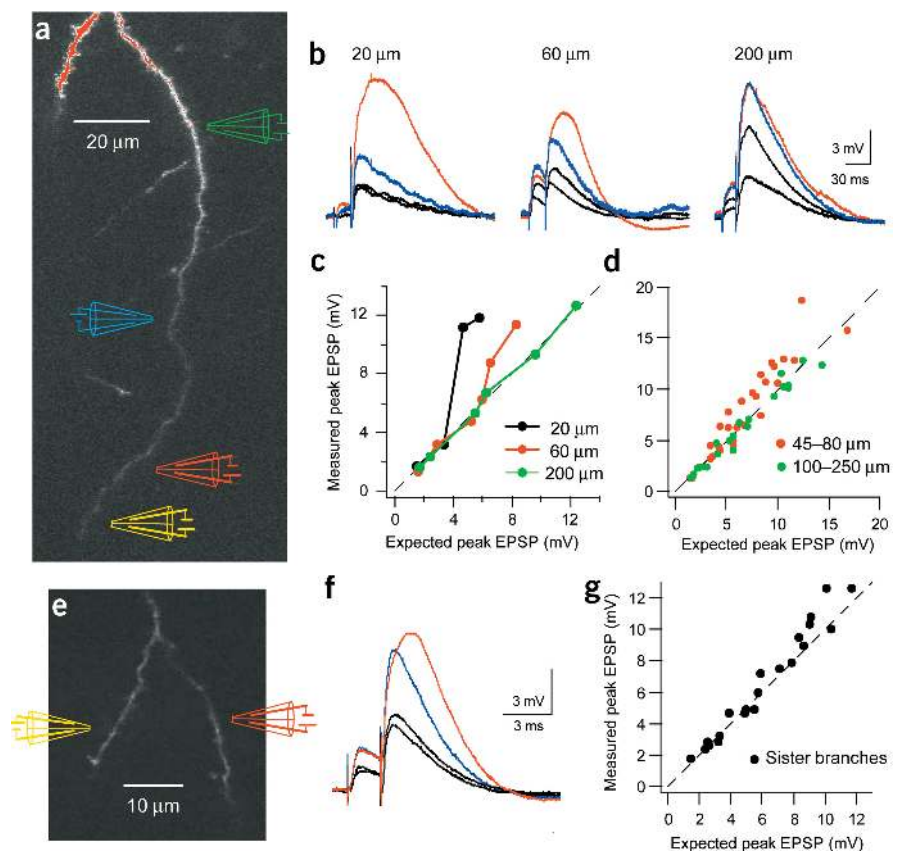 a
20 μm
b
20 μm
60 μm
200 μm
3 mV
30 ms
c
Measured peak EPSP (mV)
12
8
4
0
0
4
8
12
Expected peak EPSP (mV)
20 μm
60 μm
200 μm
d
20
15
10
5
0
0
5
10
15
20
Expected peak EPSP (mV)
45–80 μm
100–250 μm
e
10 μm
f
3 mV
3 ms
g
Measured peak EPSP (mV)
12
10
8
6
4
2
0
0
2
4
6
8
10
12
Expected peak EPSP (mV)
Sister branches